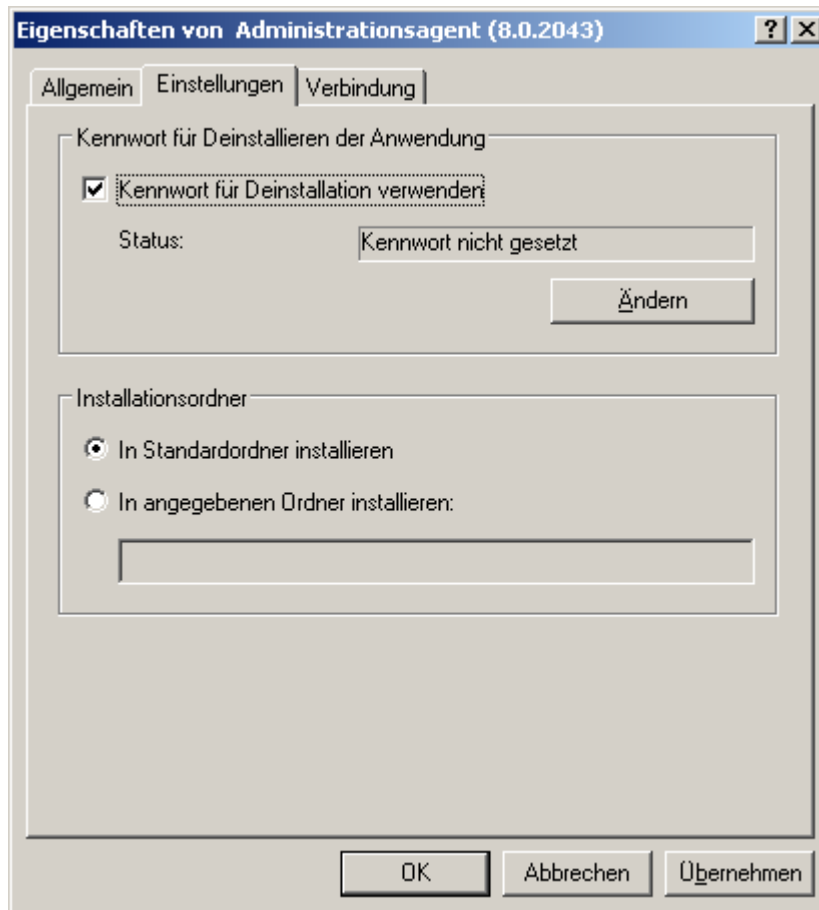 Eigenschaften von Administrationsagent (8.0.2043)
Allgemein Einstellungen Verbindung
Kennwort für Deinstallieren der Anwendung
Kennwort für Deinstallation verwenden
Status: Kennwort nicht gesetzt
Ändern
Installationsordner
In Standardordner installieren
In angegebenen Ordner installieren:
OK Abbrechen Übernehmen